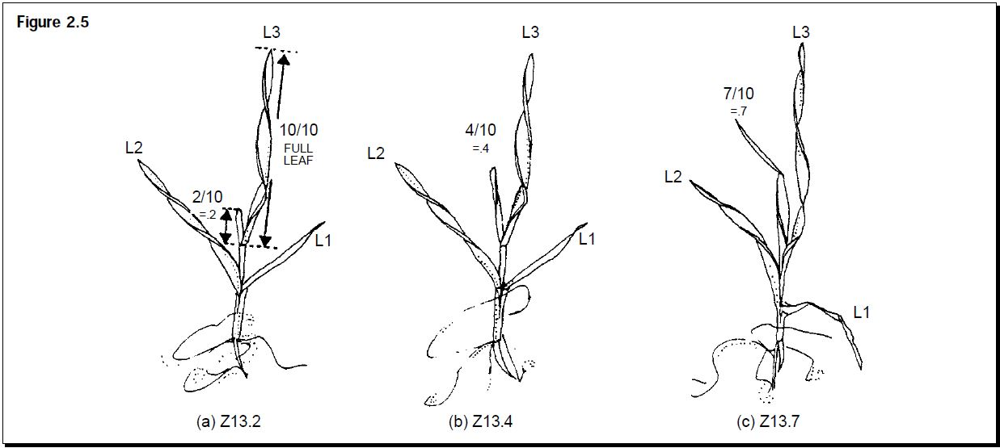 Figure 2.5
L3
L2
2/10
=.2
10/10
FULL
LEAF
L1
(a) Z13.2
L3
L2
4/10
=.4
L1
(b) Z13.4
L3
7/10
=.7
L2
L1
(c) Z13.7